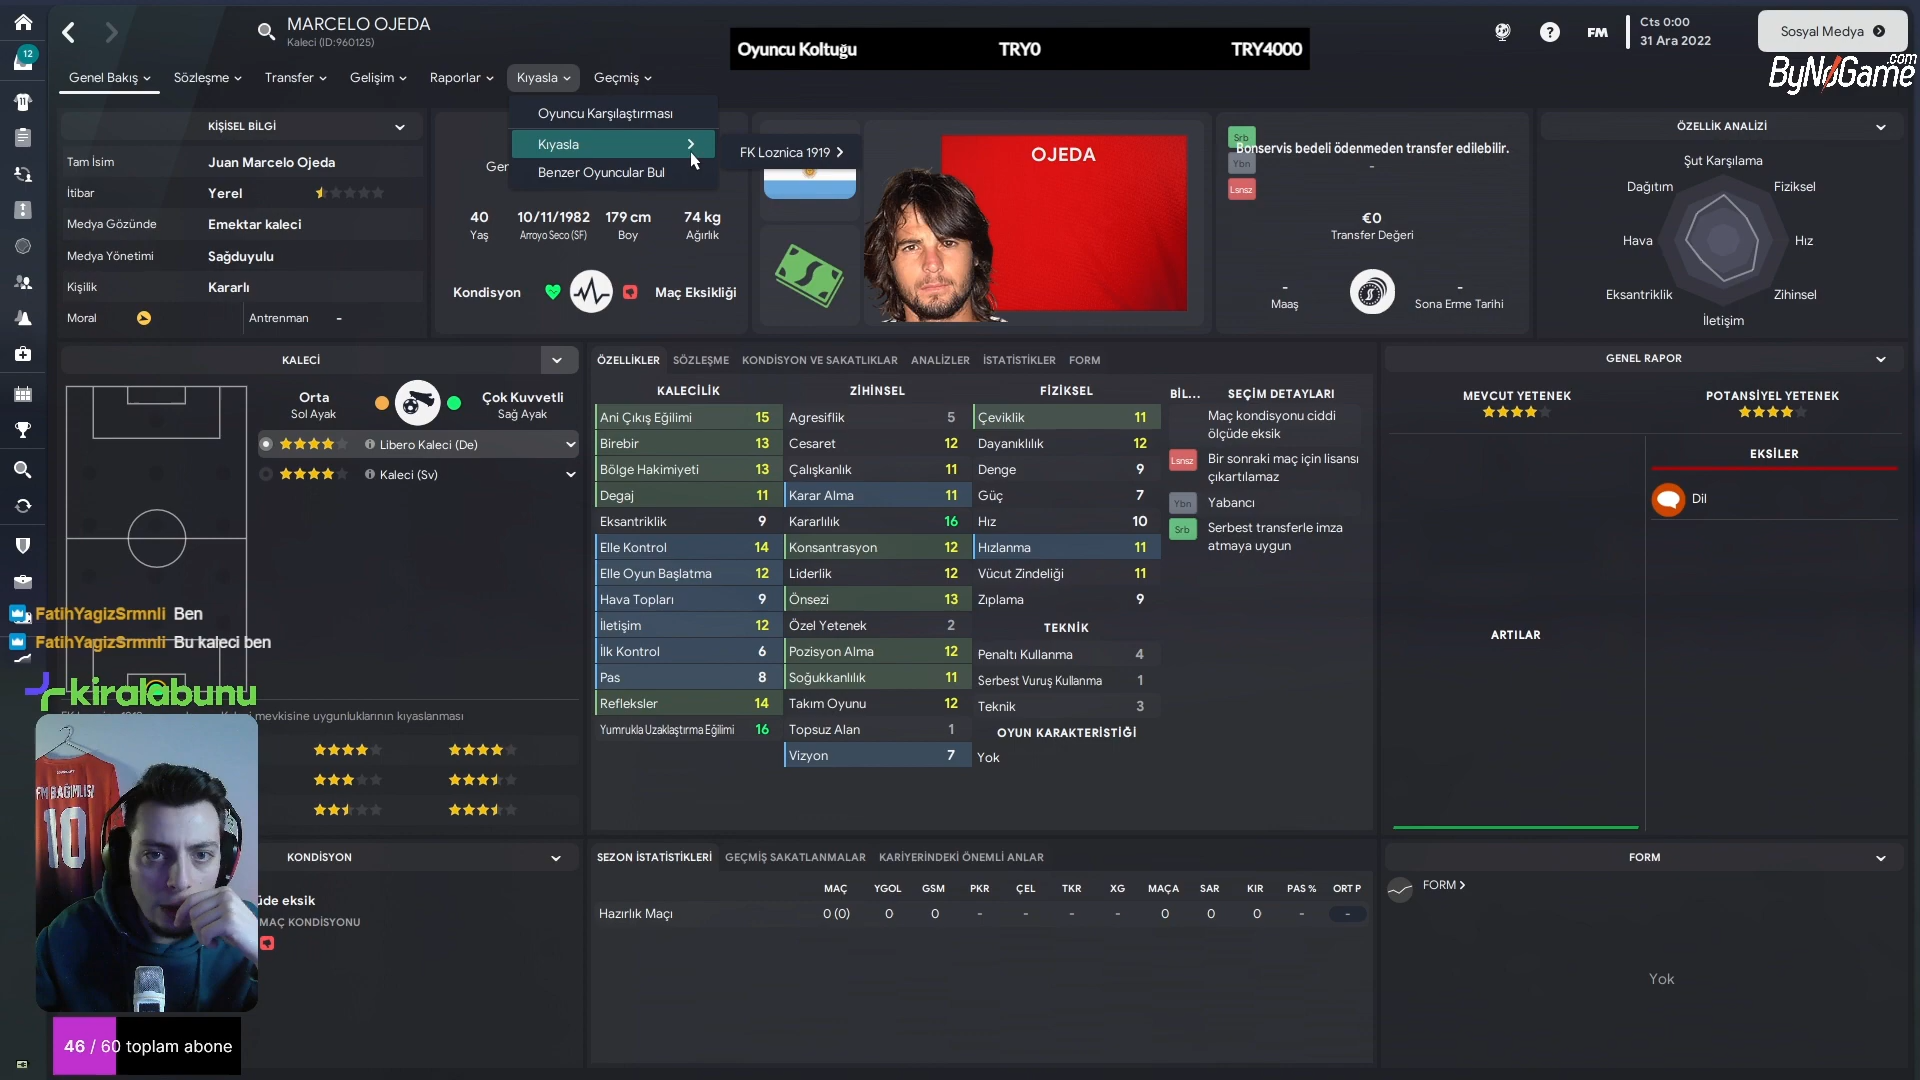 MARCELO OJEDA
Kaleci (ID:960125)
12
Oyuncu Koltuğu TRY0 TRY4000
FM
Cts 0:00
31 Ara 2022
Sosyal Medya
ByNoGame.com
Genel Bakış Sözleşme Transfer Gelişim Raporlar Kıyasla Geçmiş
Oyuncu Karşılaştırması
Kıyasla
FK Loznica 1919
Benzer Oyuncular Bul
KİŞİSEL BİLGİ
Tam İsim Juan Marcelo Ojeda
İtibar Yerel
Medya Gözünde Emektar kaleci
Medya Yönetimi Sağduyulu
Kişilik Kararlı
Moral Antrenman -
Ger
40 10/11/1982 179 cm 74 kg
Yaş Arroyo Seco (SF) Boy Ağırlık
Kondisyon Maç Eksikliği
OJEDA
Srb
Ybn
Lsnsz
Bonservis bedeli ödenmeden transfer edilebilir.
-
€0
Transfer Değeri
- -
Maaş Sona Erme Tarihi
ÖZELLİK ANALİZİ
Şut Karşılama
Dağıtım Fiziksel
Hava Hız
Eksantriklik Zihinsel
İletişim
KALECİ
Orta
Sol Ayak
Çok Kuvvetli
Sağ Ayak
Libero Kaleci (De)
Kaleci (Sv)
mevkisine uygunluklarının kıyaslanması
ÖZELLİKLER SÖZLEŞME KONDİSYON VE SAKATLIKLAR ANALİZLER İSTATİSTİKLER FORM
KALECİLİK
Ani Çıkış Eğilimi 15
Birebir 13
Bölge Hakimiyeti 13
Degaj 11
Eksantriklik 9
Elle Kontrol 14
Elle Oyun Başlatma 12
Hava Topları 9
İletişim 12
İlk Kontrol 6
Pas 8
Refleksler 14
Yumrukla Uzaklaştırma Eğilimi 16
ZİHİNSEL
Agresiflik 5
Cesaret 12
Çalışkanlık 11
Karar Alma 11
Kararlılık 16
Konsantrasyon 12
Liderlik 12
Önsezi 13
Özel Yetenek 2
Pozisyon Alma 12
Soğukkanlılık 11
Takım Oyunu 12
Topsuz Alan 1
Vizyon 7
FİZİKSEL
Çeviklik 11
Dayanıklılık 12
Denge 9
Güç 7
Hız 10
Hızlanma 11
Vücut Zindeliği 11
Zıplama 9
TEKNİK
Penaltı Kullanma 4
Serbest Vuruş Kullanma 1
Teknik 3
OYUN KARAKTERİSTİĞİ
Yok
BİL... SEÇİM DETAYLARI
Maç kondisyonu ciddi
ölçüde eksik
Lsnsz Bir sonraki maç için lisansı
çıkartılamaz
Ybn Yabancı
Srb Serbest transferle imza
atmaya uygun
GENEL RAPOR
MEVCUT YETENEK POTANSİYEL YETENEK
EKSİLER
Dil
ARTILAR
FatihYagizSrmnli Ben
FatihYagizSrmnli Bu kaleci ben
kiralabunu
FM BAGIMLISI
10
KONDİSYON
üde eksik
MAÇ KONDİSYONU
46 / 60 toplam abone
SEZON İSTATİSTİKLERİ GEÇMİŞ SAKATLANMALAR KARİYERİNDEKİ ÖNEMLİ ANLAR
MAÇ YGOL GSM PKR ÇEL TKR XG MAÇA SAR KIR PAS % ORT P
Hazırlık Maçı 0 (0) 0 0 - - - - 0 0 0 - -
FORM
FORM
Yok